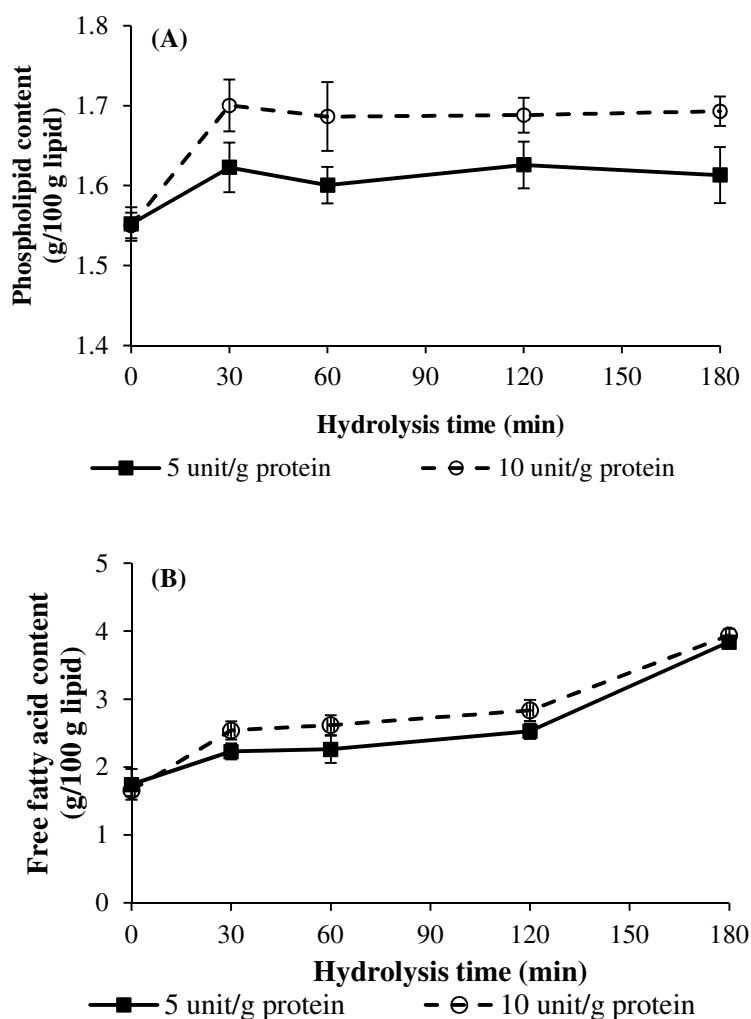 (A)
Phospholipid content
(g/100 g lipid)
1.8
1.7
1.6
1.5
1.4
0 30 60 90 120 150 180
Hydrolysis time (min)
5 unit/g protein 10 unit/g protein
(B)
Free fatty acid content
(g/100 g lipid)
5
4
3
2
1
0
0 30 60 90 120 150 180
Hydrolysis time (min)
5 unit/g protein 10 unit/g protein